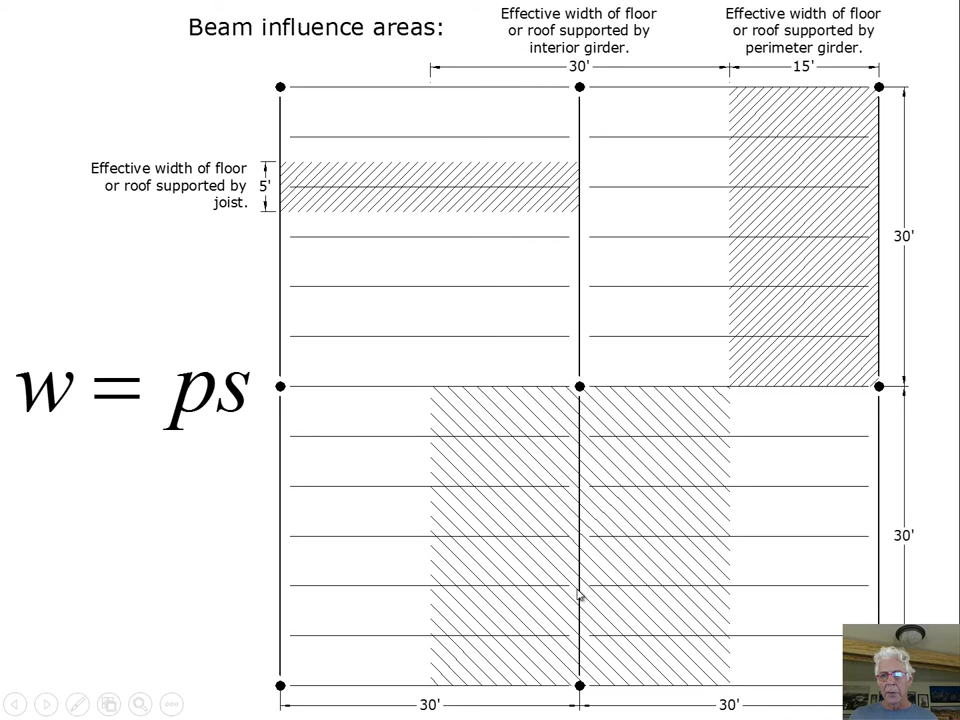 Beam influence areas:
Effective width of floor
or roof supported by
interior girder.
Effective width of floor
or roof supported by
perimeter girder.
30'
15'
Effective width of floor
or roof supported by
joist.
5'
30'
w = ps
30'
30'
30'